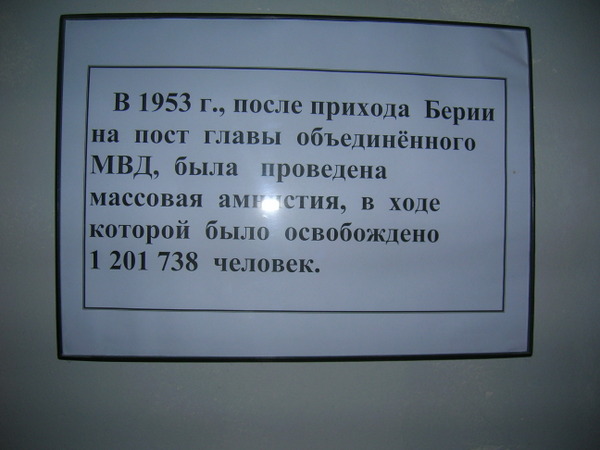 В 1953 г., после прихода Берии
на пост главы объединённого
МВД, была проведена
массовая амнистия, в ходе
которой было освобождено
1 201 738 человек.